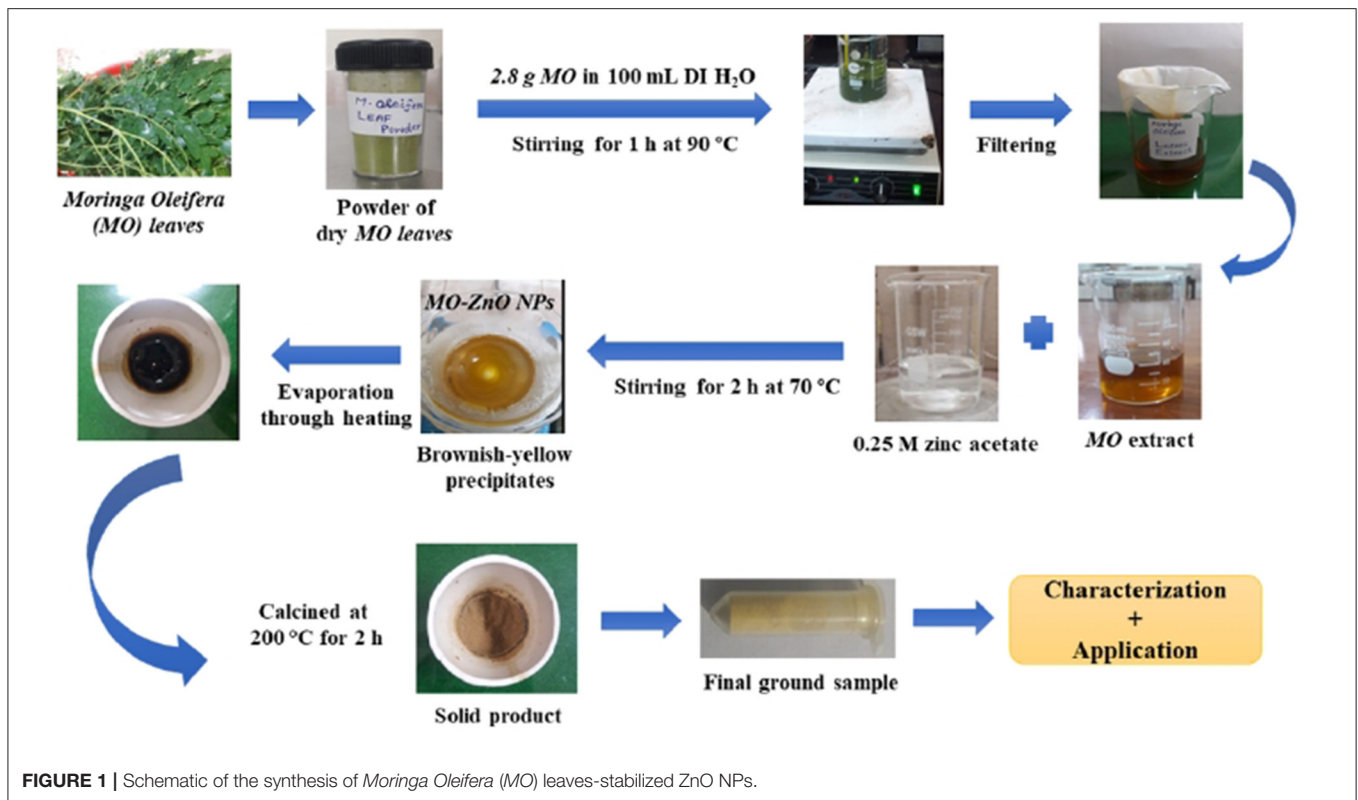 2.8 g MO in 100 mL DI H₂O
Stirring for 1 h at 90 °C
Filtering
M. Oleifera
LEAF
Powder
Moringa Oleifera
(MO) leaves
Powder of
dry MO leaves
MO-ZnO NPs
Evaporation
through heating
Stirring for 2 h at 70 °C
Brownish-yellow
precipitates
0.25 M zinc acetate
MO extract
Calcined at
200 °C for 2 h
Solid product
Final ground sample
Characterization
+
Application
FIGURE 1 | Schematic of the synthesis of Moringa Oleifera (MO) leaves-stabilized ZnO NPs.